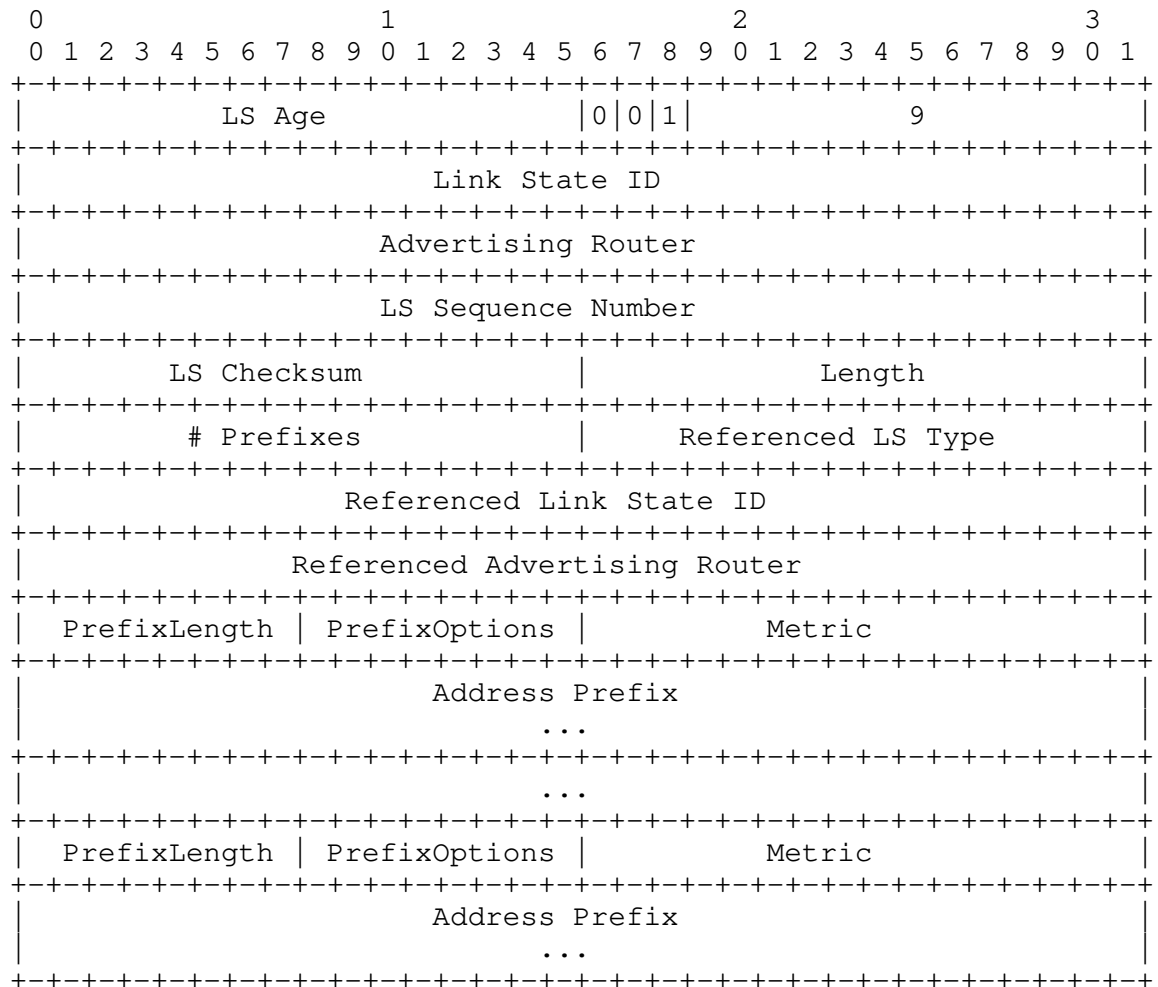 0                   1                   2                   3
 0 1 2 3 4 5 6 7 8 9 0 1 2 3 4 5 6 7 8 9 0 1 2 3 4 5 6 7 8 9 0 1
+-+-+-+-+-+-+-+-+-+-+-+-+-+-+-+-+-+-+-+-+-+-+-+-+-+-+-+-+-+-+-+-+
|           LS Age              |0|0|1|            9            |
+-+-+-+-+-+-+-+-+-+-+-+-+-+-+-+-+-+-+-+-+-+-+-+-+-+-+-+-+-+-+-+-+
|                       Link State ID                           |
+-+-+-+-+-+-+-+-+-+-+-+-+-+-+-+-+-+-+-+-+-+-+-+-+-+-+-+-+-+-+-+-+
|                    Advertising Router                         |
+-+-+-+-+-+-+-+-+-+-+-+-+-+-+-+-+-+-+-+-+-+-+-+-+-+-+-+-+-+-+-+-+
|                    LS Sequence Number                         |
+-+-+-+-+-+-+-+-+-+-+-+-+-+-+-+-+-+-+-+-+-+-+-+-+-+-+-+-+-+-+-+-+
|        LS Checksum            |             Length            |
+-+-+-+-+-+-+-+-+-+-+-+-+-+-+-+-+-+-+-+-+-+-+-+-+-+-+-+-+-+-+-+-+
|         # Prefixes            |     Referenced LS Type        |
+-+-+-+-+-+-+-+-+-+-+-+-+-+-+-+-+-+-+-+-+-+-+-+-+-+-+-+-+-+-+-+-+
|                  Referenced Link State ID                     |
+-+-+-+-+-+-+-+-+-+-+-+-+-+-+-+-+-+-+-+-+-+-+-+-+-+-+-+-+-+-+-+-+
|               Referenced Advertising Router                   |
+-+-+-+-+-+-+-+-+-+-+-+-+-+-+-+-+-+-+-+-+-+-+-+-+-+-+-+-+-+-+-+-+
|  PrefixLength | PrefixOptions |          Metric               |
+-+-+-+-+-+-+-+-+-+-+-+-+-+-+-+-+-+-+-+-+-+-+-+-+-+-+-+-+-+-+-+-+
|                       Address Prefix                          |
|                             ...                               |
+-+-+-+-+-+-+-+-+-+-+-+-+-+-+-+-+-+-+-+-+-+-+-+-+-+-+-+-+-+-+-+-+
|                             ...                               |
+-+-+-+-+-+-+-+-+-+-+-+-+-+-+-+-+-+-+-+-+-+-+-+-+-+-+-+-+-+-+-+-+
|  PrefixLength | PrefixOptions |          Metric               |
+-+-+-+-+-+-+-+-+-+-+-+-+-+-+-+-+-+-+-+-+-+-+-+-+-+-+-+-+-+-+-+-+
|                       Address Prefix                          |
|                             ...                               |
+-+-+-+-+-+-+-+-+-+-+-+-+-+-+-+-+-+-+-+-+-+-+-+-+-+-+-+-+-+-+-+-+